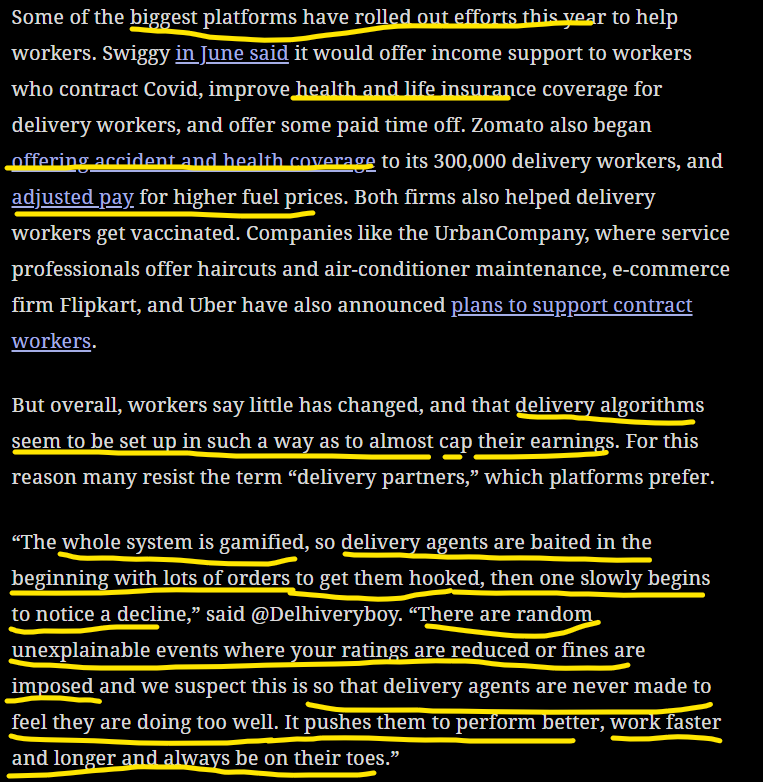 Some of the biggest platforms have rolled out efforts this year to help
workers. Swiggy in June said it would offer income support to workers
who contract Covid, improve health and life insurance coverage for
delivery workers, and offer some paid time off. Zomato also began
offering accident and health coverage to its 300,000 delivery workers, and
adjusted pay for higher fuel prices. Both firms also helped delivery
workers get vaccinated. Companies like the UrbanCompany, where service
professionals offer haircuts and air-conditioner maintenance, e-commerce
firm Flipkart, and Uber have also announced plans to support contract
workers.
But overall, workers say little has changed, and that delivery algorithms
seem to be set up in such a way as to almost cap their earnings. For this
reason many resist the term “delivery partners,” which platforms prefer.
“The whole system is gamified, so delivery agents are baited in the
beginning with lots of orders to get them hooked, then one slowly begins
to notice a decline,” said @Delhiveryboy. “There are random
unexplainable events where your ratings are reduced or fines are
imposed and we suspect this is so that delivery agents are never made to
feel they are doing too well. It pushes them to perform better, work faster
and longer and always be on their toes.”